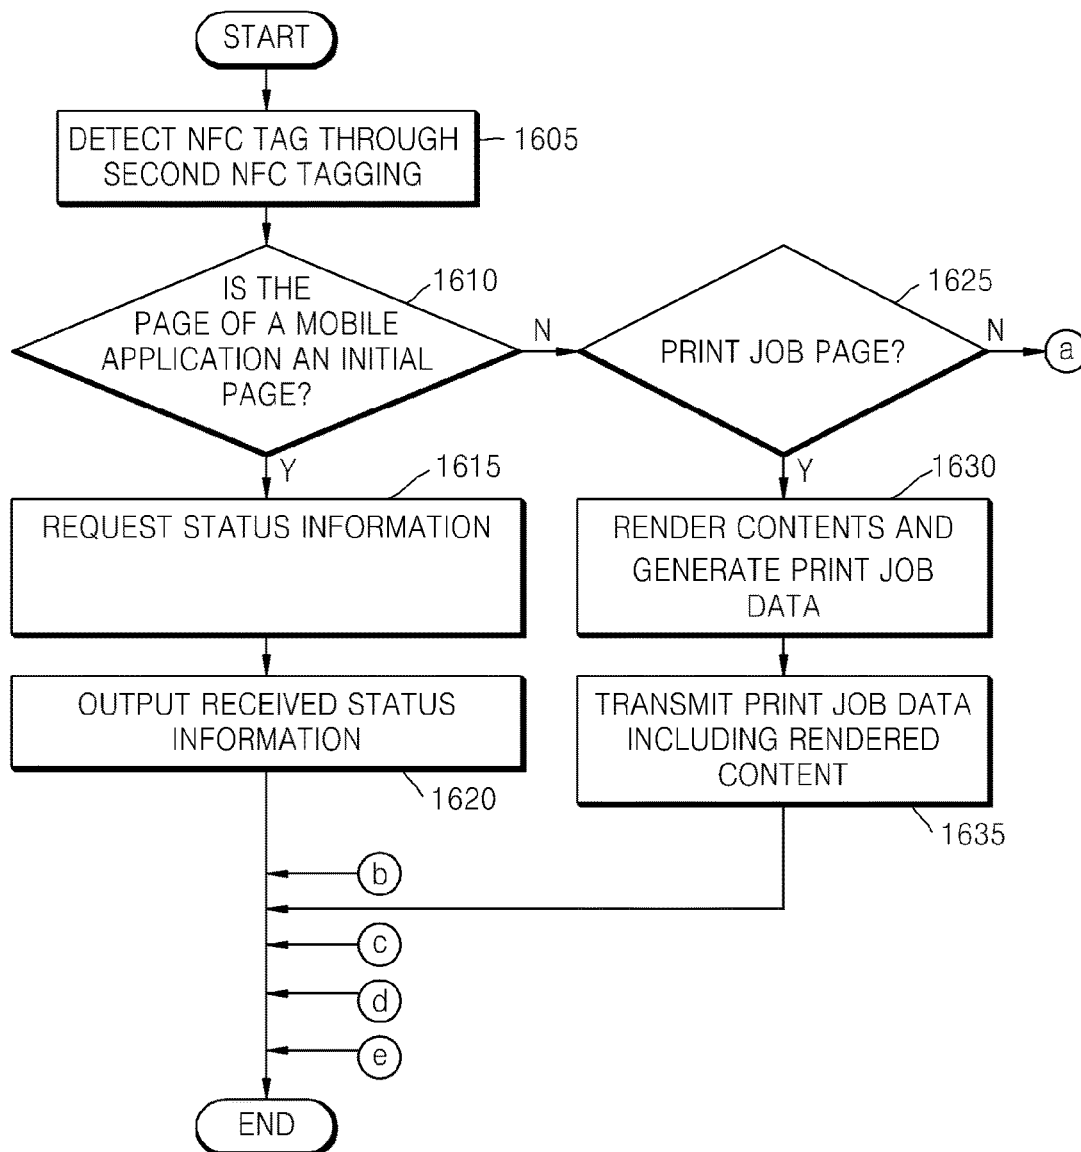 START
DETECT NFC TAG THROUGH
SECOND NFC TAGGING
1605
IS THE
PAGE OF A MOBILE
APPLICATION AN INITIAL
PAGE?
1610
N
PRINT JOB PAGE?
1625
N
a
Y
Y
1615
REQUEST STATUS INFORMATION
1630
RENDER CONTENTS AND
GENERATE PRINT JOB
DATA
OUTPUT RECEIVED STATUS
INFORMATION
1620
TRANSMIT PRINT JOB DATA
INCLUDING RENDERED
CONTENT
1635
b
c
d
e
END